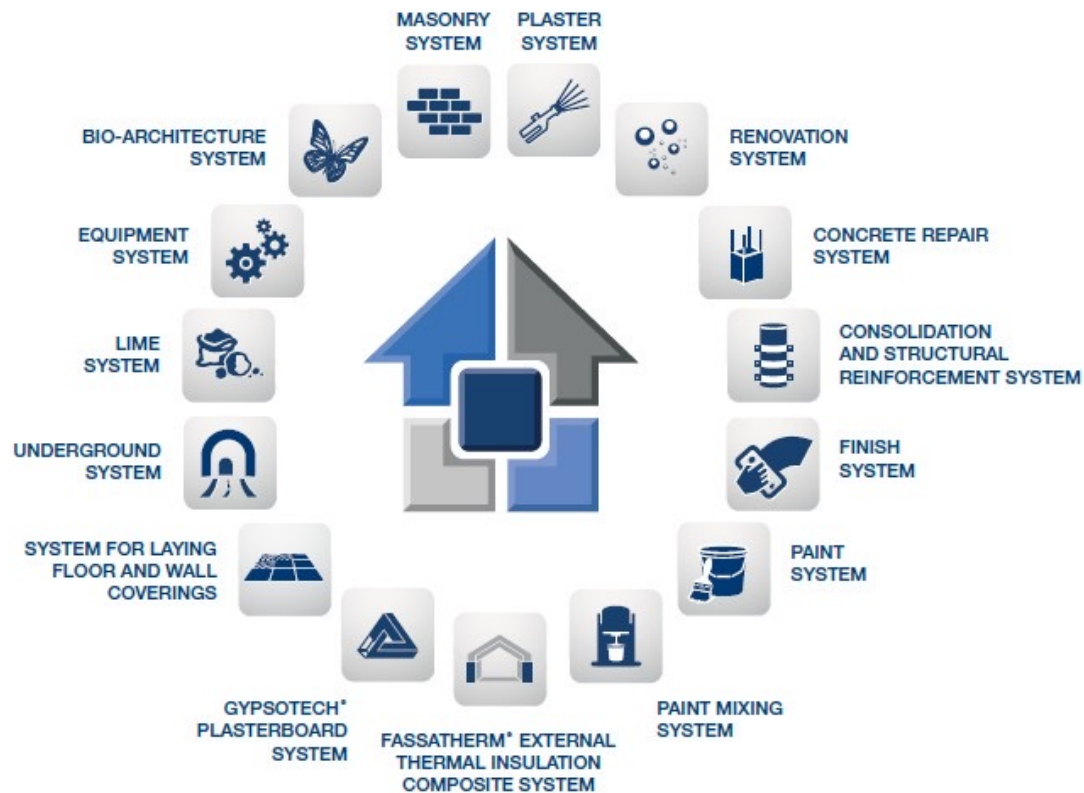 MASONRY
SYSTEM
PLASTER
SYSTEM
RENOVATION
SYSTEM
CONCRETE REPAIR
SYSTEM
CONSOLIDATION
AND STRUCTURAL
REINFORCEMENT SYSTEM
FINISH
SYSTEM
PAINT
SYSTEM
PAINT MIXING
SYSTEM
FASSATHERM® EXTERNAL
THERMAL INSULATION
COMPOSITE SYSTEM
GYPSOTECH®
PLASTERBOARD
SYSTEM
SYSTEM FOR LAYING
FLOOR AND WALL
COVERINGS
UNDERGROUND
SYSTEM
LIME
SYSTEM
EQUIPMENT
SYSTEM
BIO-ARCHITECTURE
SYSTEM